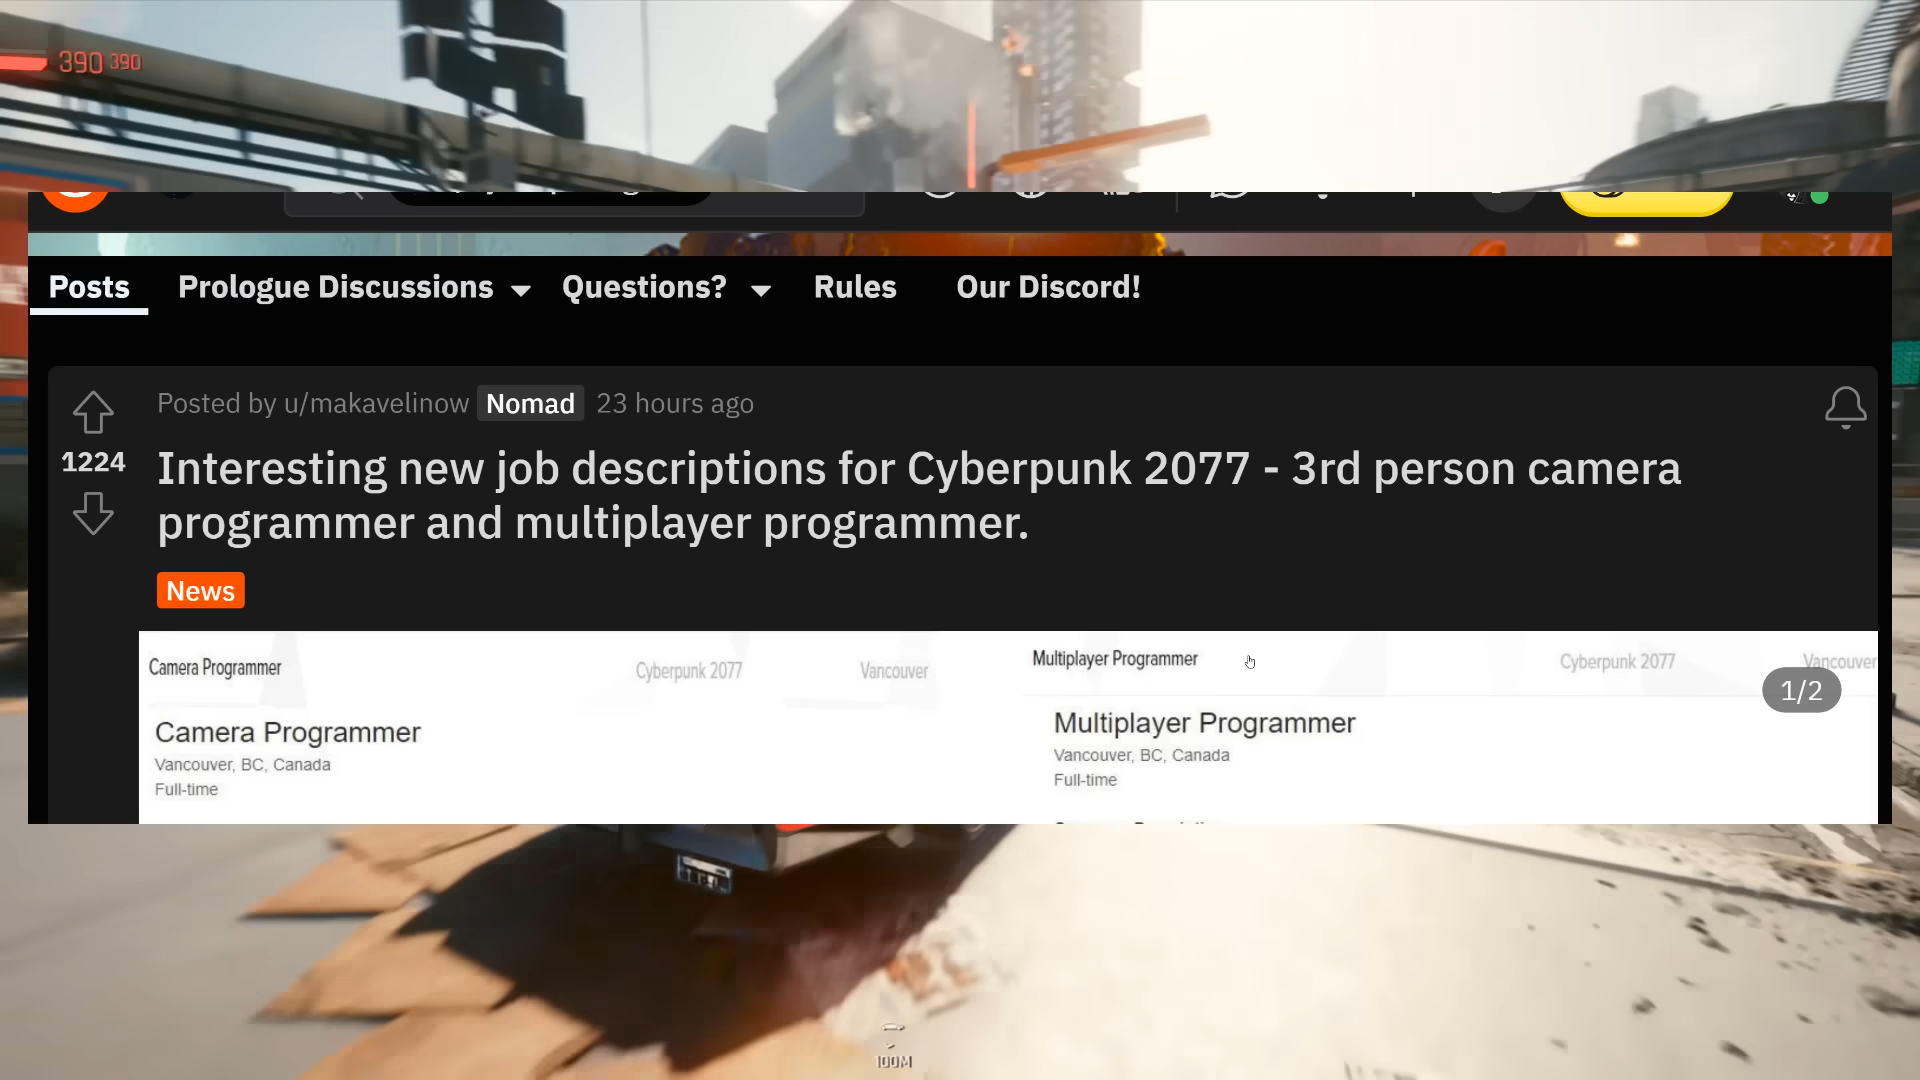 390 390
Posts Prologue Discussions Questions? Rules Our Discord!
Posted by u/makavelinow Nomad 23 hours ago
1224
Interesting new job descriptions for Cyberpunk 2077 - 3rd person camera
programmer and multiplayer programmer.
News
Camera Programmer Cyberpunk 2077 Vancouver
Multiplayer Programmer Cyberpunk 2077 Vancouver
1/2
Camera Programmer
Vancouver, BC, Canada
Full-time
Multiplayer Programmer
Vancouver, BC, Canada
Full-time
100M